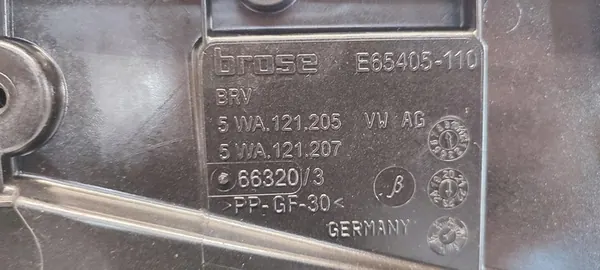 brose E65405-110
BRV
5 WA.121.205 VW AG
5 WA.121.207
66320/3 β
>PP-GF-30<
GERMANY